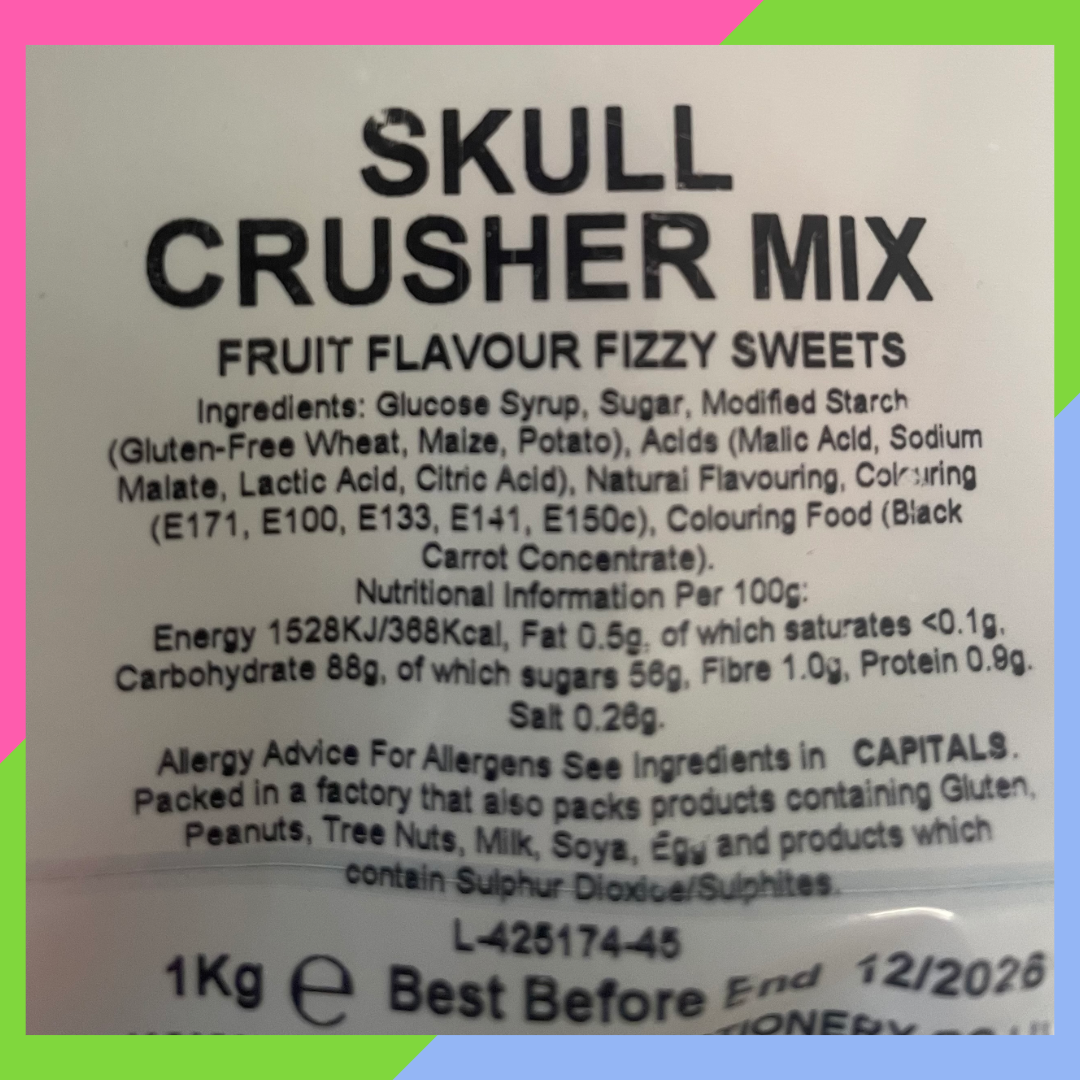 SKULL
CRUSHER MIX
FRUIT FLAVOUR FIZZY SWEETS
Ingredients: Glucose Syrup, Sugar, Modified Starch
(Gluten-Free Wheat, Maize, Potato), Acids (Malic Acid, Sodium
Malate, Lactic Acid, Citric Acid), Natural Flavouring, Colouring
(E171, E100, E133, E141, E150c), Colouring Food (Black
Carrot Concentrate).
Nutritional Information Per 100g:
Energy 1528KJ/368Kcal, Fat 0.5g, of which saturates <0.1g,
Carbohydrate 88g, of which sugars 56g, Fibre 1.0g, Protein 0.9g.
Salt 0.26g.
Allergy Advice For Allergens See Ingredients in CAPITALS.
Packed in a factory that also packs products containing Gluten,
Peanuts, Tree Nuts, Milk, Soya, Egg and products which
contain Sulphur Dioxide/Sulphites.
L-425174-45
1Kg e Best Before End 12/2026